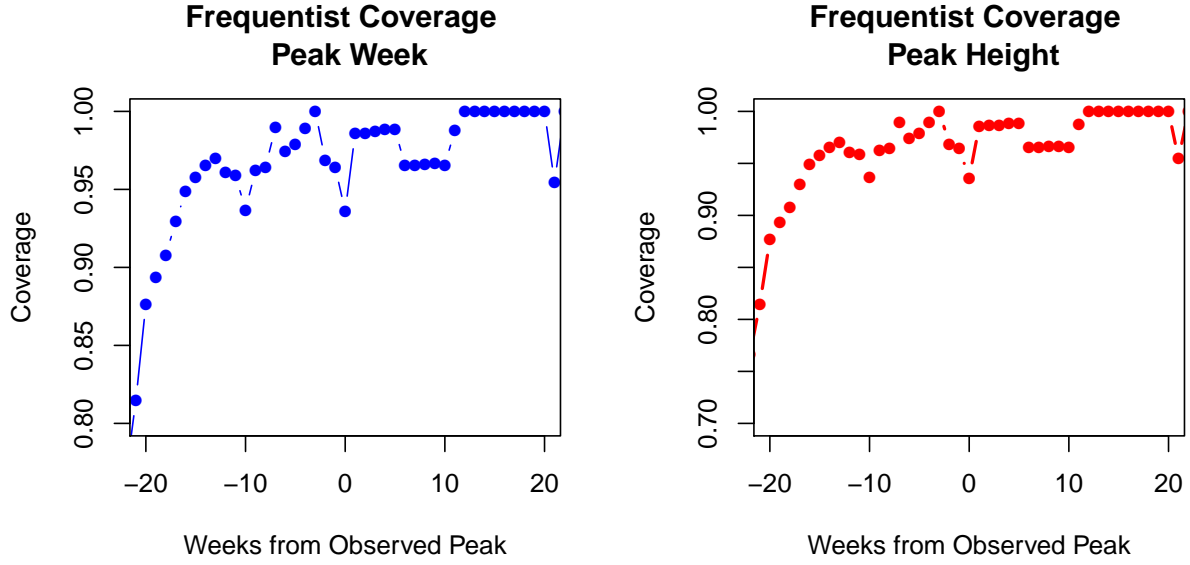 Frequentist Coverage
Peak Week
Coverage
1.00
0.95
0.90
0.85
0.80
−20 −10 0 10 20
Weeks from Observed Peak
Frequentist Coverage
Peak Height
Coverage
1.00
0.90
0.80
0.70
−20 −10 0 10 20
Weeks from Observed Peak